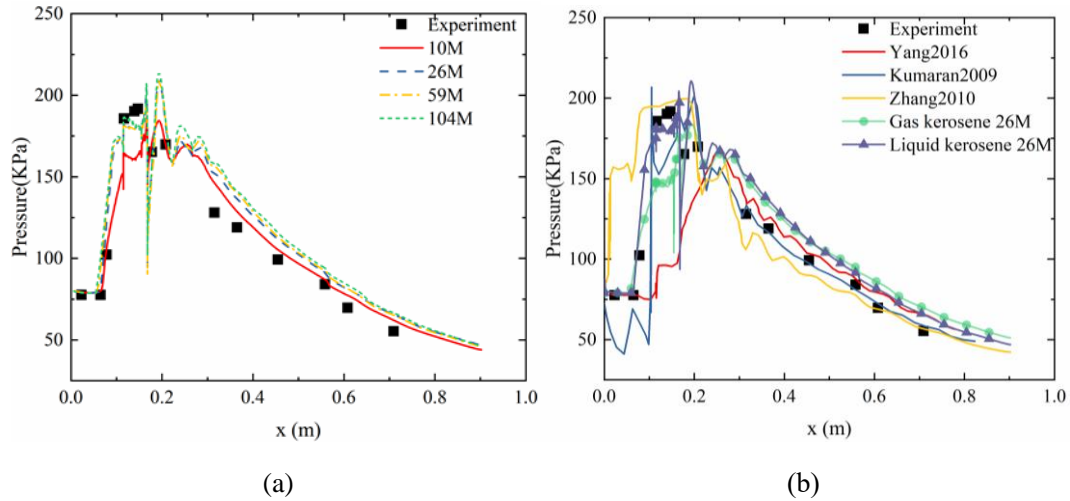 Experiment
10M
26M
59M
104M
Pressure(KPa)
200
150
100
50
0.0 0.2 0.4 0.6 0.8 1.0
x (m)
(a)
Experiment
Yang2016
Kumaran2009
Zhang2010
Gas kerosene 26M
Liquid kerosene 26M
Pressure(KPa)
200
150
100
50
0.0 0.2 0.4 0.6 0.8 1.0
x (m)
(b)